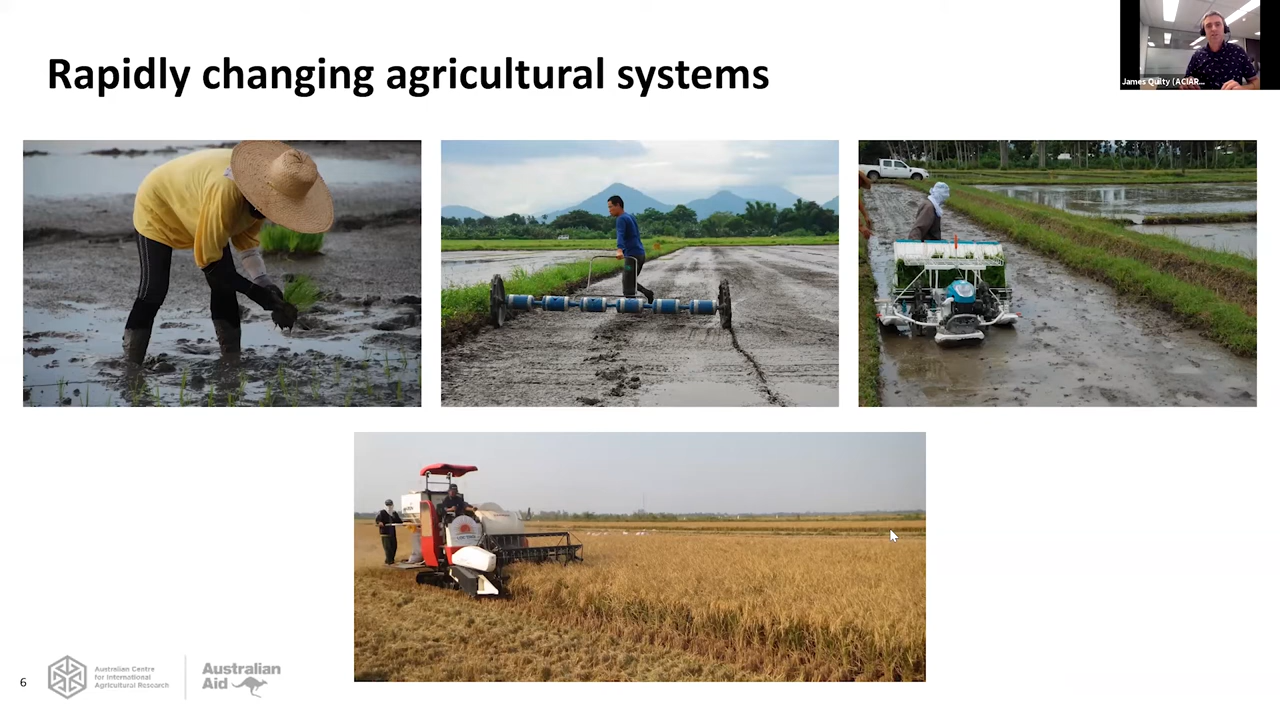 Rapidly changing agricultural systems
James Quilty (ACIAR...
6
Australian Centre
for International
Agricultural Research
Australian
Aid